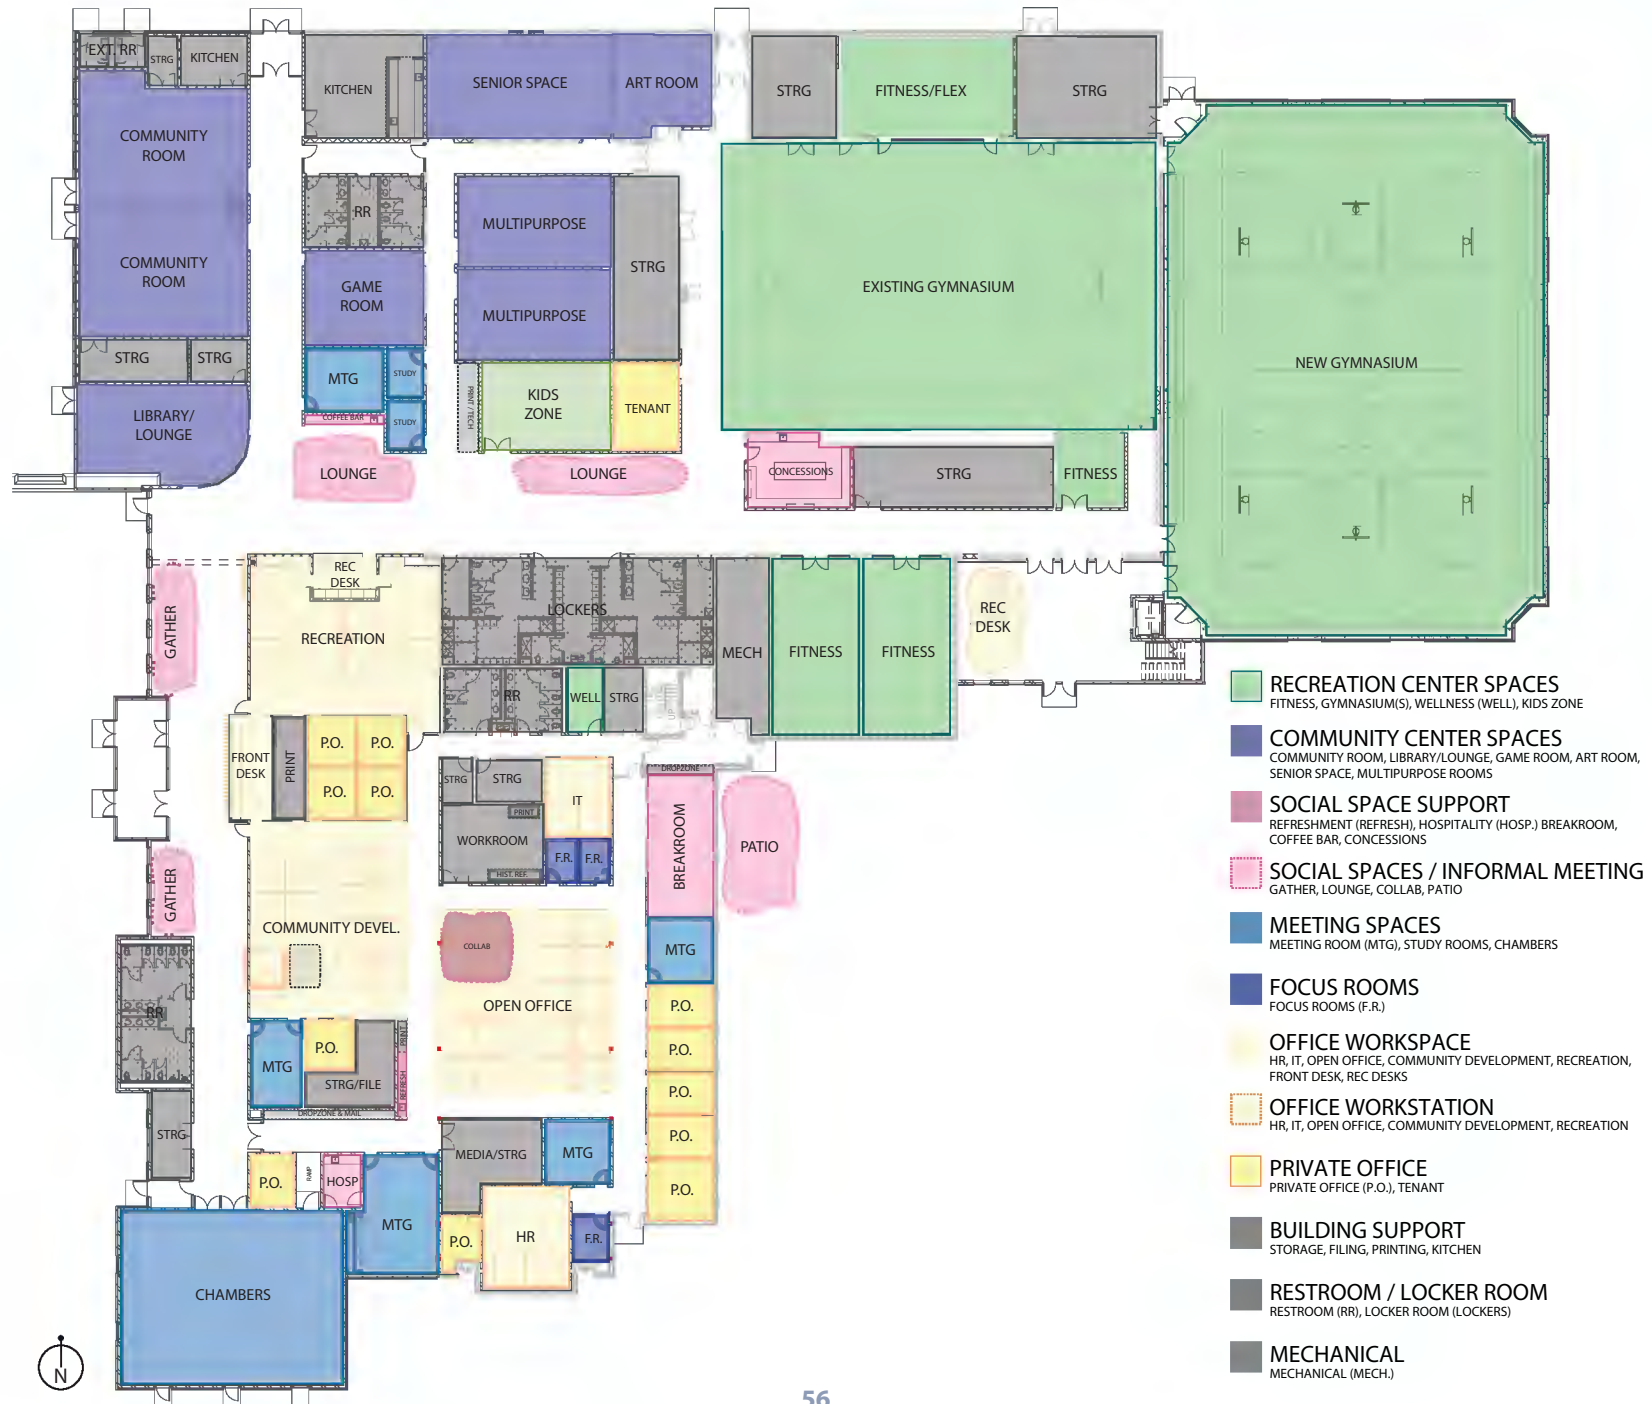 EXT. RR
STRG
KITCHEN
KITCHEN
SENIOR SPACE
ART ROOM
STRG
FITNESS/FLEX
STRG
COMMUNITY
ROOM
COMMUNITY
ROOM
RR
MULTIPURPOSE
STRG
GAME
ROOM
MULTIPURPOSE
EXISTING GYMNASIUM
NEW GYMNASIUM
STRG
STRG
MTG
STUDY
STUDY
COFFEE BAR
PRINT / TECH
KIDS
ZONE
TENANT
LIBRARY/
LOUNGE
LOUNGE
LOUNGE
CONCESSIONS
STRG
FITNESS
REC
DESK
GATHER
RECREATION
LOCKERS
MECH
FITNESS
FITNESS
REC
DESK
RR
WELL
STRG
UP
FRONT
DESK
PRINT
P.O.
P.O.
P.O.
P.O.
STRG
STRG
IT
PRINT
WORKROOM
HIST. REF.
F.R.
F.R.
DROPZONE
BREAKROOM
PATIO
GATHER
COMMUNITY DEVEL.
COLLAB
OPEN OFFICE
MTG
P.O.
P.O.
P.O.
P.O.
P.O.
RR
MTG
P.O.
STRG/FILE
PRINT
REFRESH
DROPZONE & MAIL
STRG
MEDIA/STRG
MTG
P.O.
RAMP
HOSP
MTG
P.O.
HR
F.R.
CHAMBERS
N
RECREATION CENTER SPACES
FITNESS, GYMNASIUM(S), WELLNESS (WELL), KIDS ZONE
COMMUNITY CENTER SPACES
COMMUNITY ROOM, LIBRARY/LOUNGE, GAME ROOM, ART ROOM,
SENIOR SPACE, MULTIPURPOSE ROOMS
SOCIAL SPACE SUPPORT
REFRESHMENT (REFRESH), HOSPITALITY (HOSP.) BREAKROOM,
COFFEE BAR, CONCESSIONS
SOCIAL SPACES / INFORMAL MEETING
GATHER, LOUNGE, COLLAB, PATIO
MEETING SPACES
MEETING ROOM (MTG), STUDY ROOMS, CHAMBERS
FOCUS ROOMS
FOCUS ROOMS (F.R.)
OFFICE WORKSPACE
HR, IT, OPEN OFFICE, COMMUNITY DEVELOPMENT, RECREATION,
FRONT DESK, REC DESKS
OFFICE WORKSTATION
HR, IT, OPEN OFFICE, COMMUNITY DEVELOPMENT, RECREATION
PRIVATE OFFICE
PRIVATE OFFICE (P.O.), TENANT
BUILDING SUPPORT
STORAGE, FILING, PRINTING, KITCHEN
RESTROOM / LOCKER ROOM
RESTROOM (RR), LOCKER ROOM (LOCKERS)
MECHANICAL
MECHANICAL (MECH.)
56